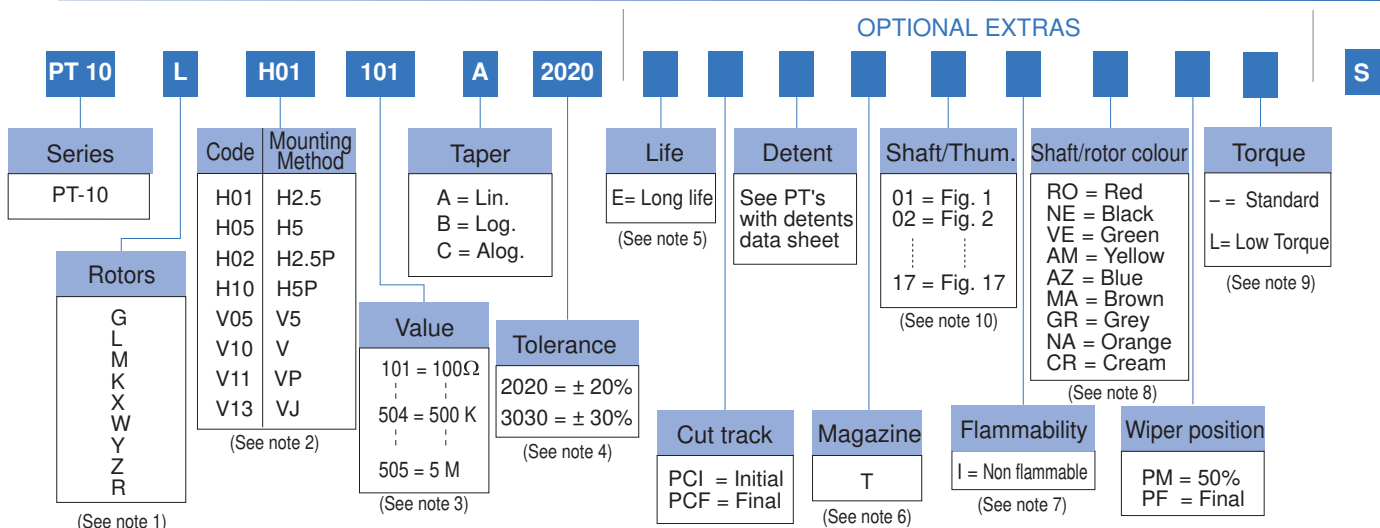 OPTIONAL EXTRAS
PT 10 L H01 101 A 2020 S
Series
PT-10
Rotors
G
L
M
K
X
W
Y
Z
R
(See note 1)
Code Mounting Method
H01 H2.5
H05 H5
H02 H2.5P
H10 H5P
V05 V5
V10 V
V11 VP
V13 VJ
(See note 2)
Value
101 = 100Ω
504 = 500 K
505 = 5 M
(See note 3)
Taper
A = Lin.
B = Log.
C = Alog.
Tolerance
2020 = ± 20%
3030 = ± 30%
(See note 4)
Life
E= Long life
(See note 5)
Cut track
PCI = Initial
PCF = Final
Detent
See PT's
with detents
data sheet
Magazine
T
(See note 6)
Shaft/Thum.
01 = Fig. 1
02 = Fig. 2
17 = Fig. 17
(See note 10)
Flammability
I = Non flammable
(See note 7)
Shaft/rotor colour
RO = Red
NE = Black
VE = Green
AM = Yellow
AZ = Blue
MA = Brown
GR = Grey
NA = Orange
CR = Cream
(See note 8)
Wiper position
PM = 50%
PF = Final
Torque
– = Standard
L= Low Torque
(See note 9)